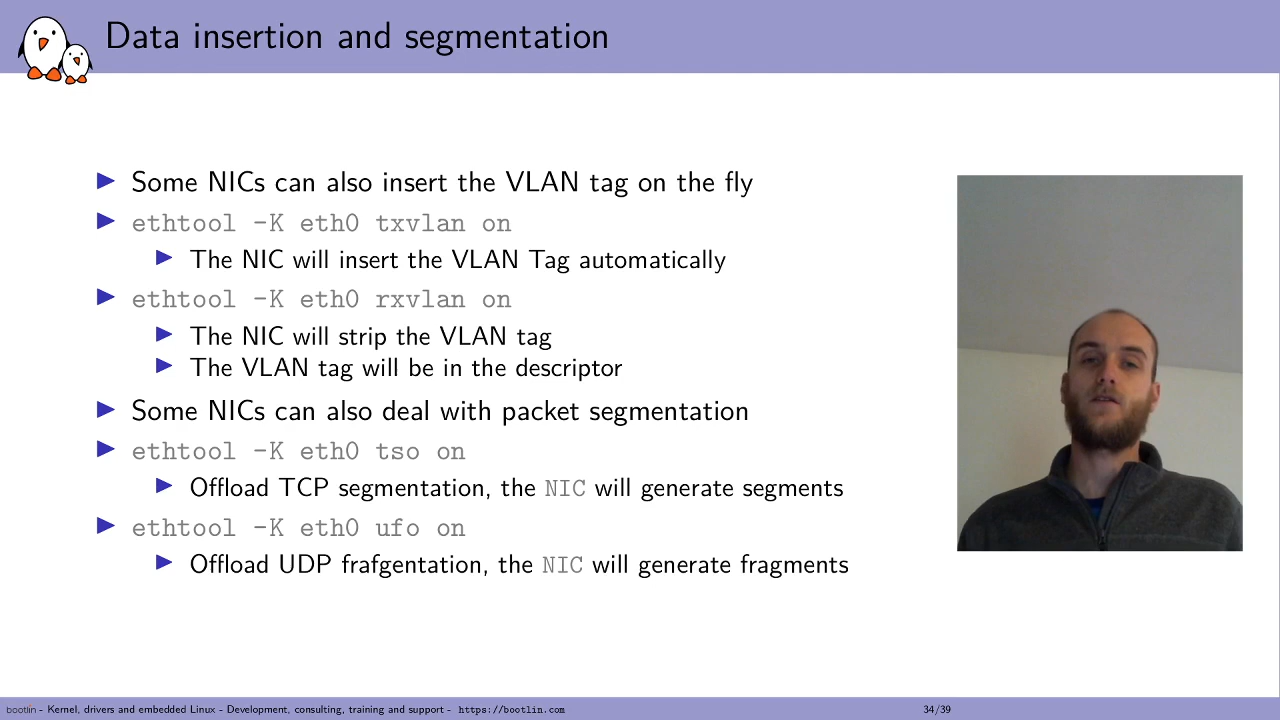 Data insertion and segmentation
Some NICs can also insert the VLAN tag on the fly
ethtool -K eth0 txvlan on
The NIC will insert the VLAN Tag automatically
ethtool -K eth0 rxvlan on
The NIC will strip the VLAN tag
The VLAN tag will be in the descriptor
Some NICs can also deal with packet segmentation
ethtool -K eth0 tso on
Offload TCP segmentation, the NIC will generate segments
ethtool -K eth0 ufo on
Offload UDP frafgentation, the NIC will generate fragments
bootlin - Kernel, drivers and embedded Linux - Development, consulting, training and support - https://bootlin.com 34/39